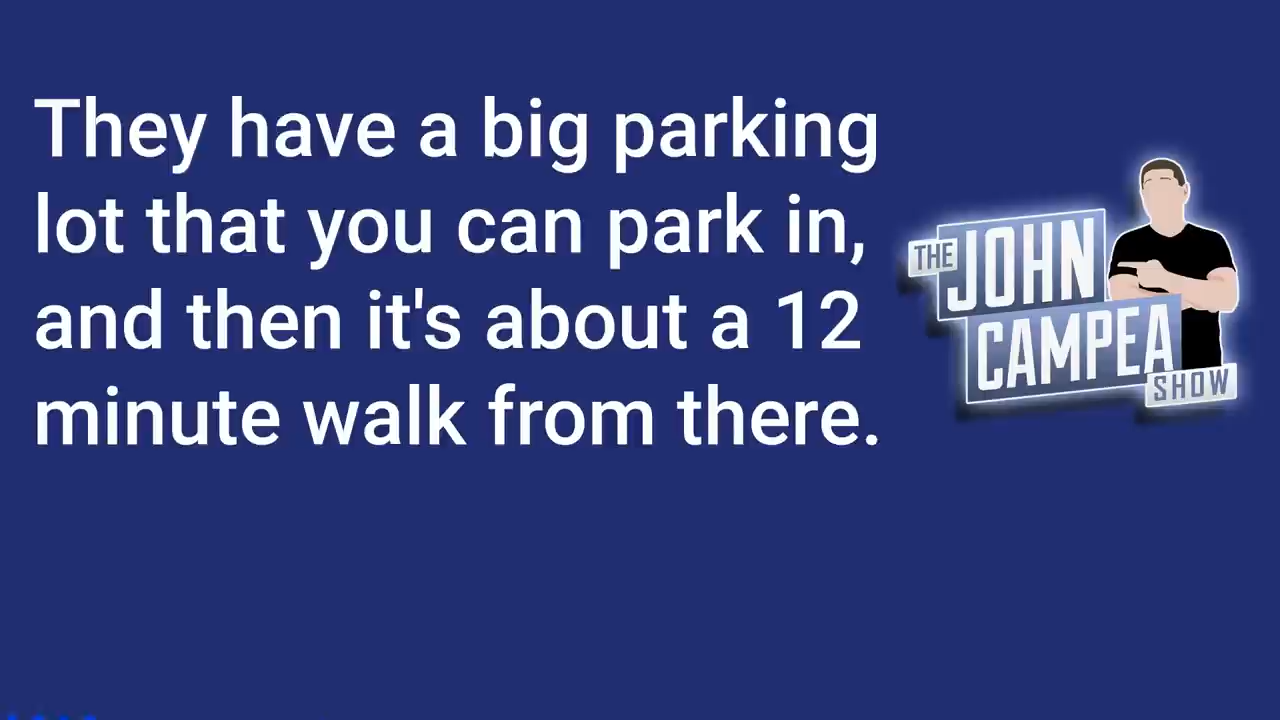 They have a big parking
lot that you can park in,
and then it's about a 12
minute walk from there.
THE
JOHN
CAMPEA
SHOW